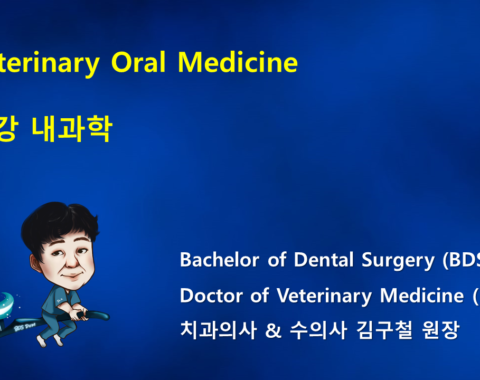 terinary Oral Medicine
강 내과학
Bachelor of Dental Surgery (BDS
Doctor of Veterinary Medicine (
치과의사 & 수의사 김구철 원장